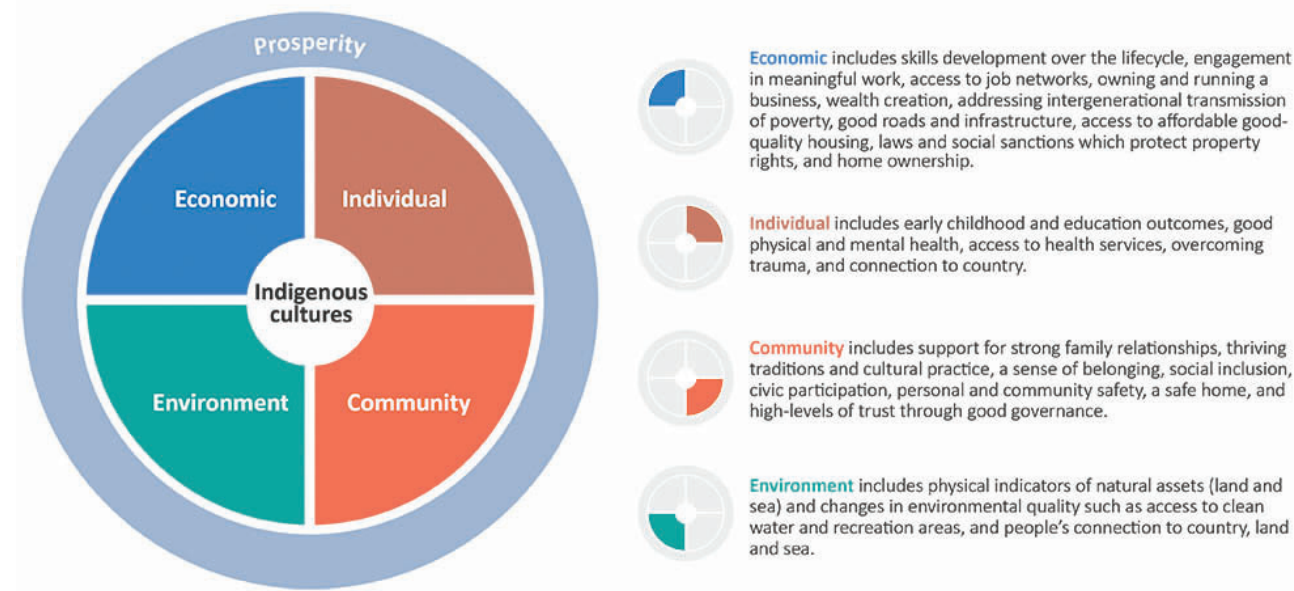 Prosperity
Economic
Individual
Indigenous
cultures
Environment
Community
Economic includes skills development over the lifecycle, engagement
in meaningful work, access to job networks, owning and running a
business, wealth creation, addressing intergenerational transmission
of poverty, good roads and infrastructure, access to affordable good-
quality housing, laws and social sanctions which protect property
rights, and home ownership.
Individual includes early childhood and education outcomes, good
physical and mental health, access to health services, overcoming
trauma, and connection to country.
Community includes support for strong family relationships, thriving
traditions and cultural practice, a sense of belonging, social inclusion,
civic participation, personal and community safety, a safe home, and
high-levels of trust through good governance.
Environment includes physical indicators of natural assets (land and
sea) and changes in environmental quality such as access to clean
water and recreation areas, and people's connection to country, land
and sea.